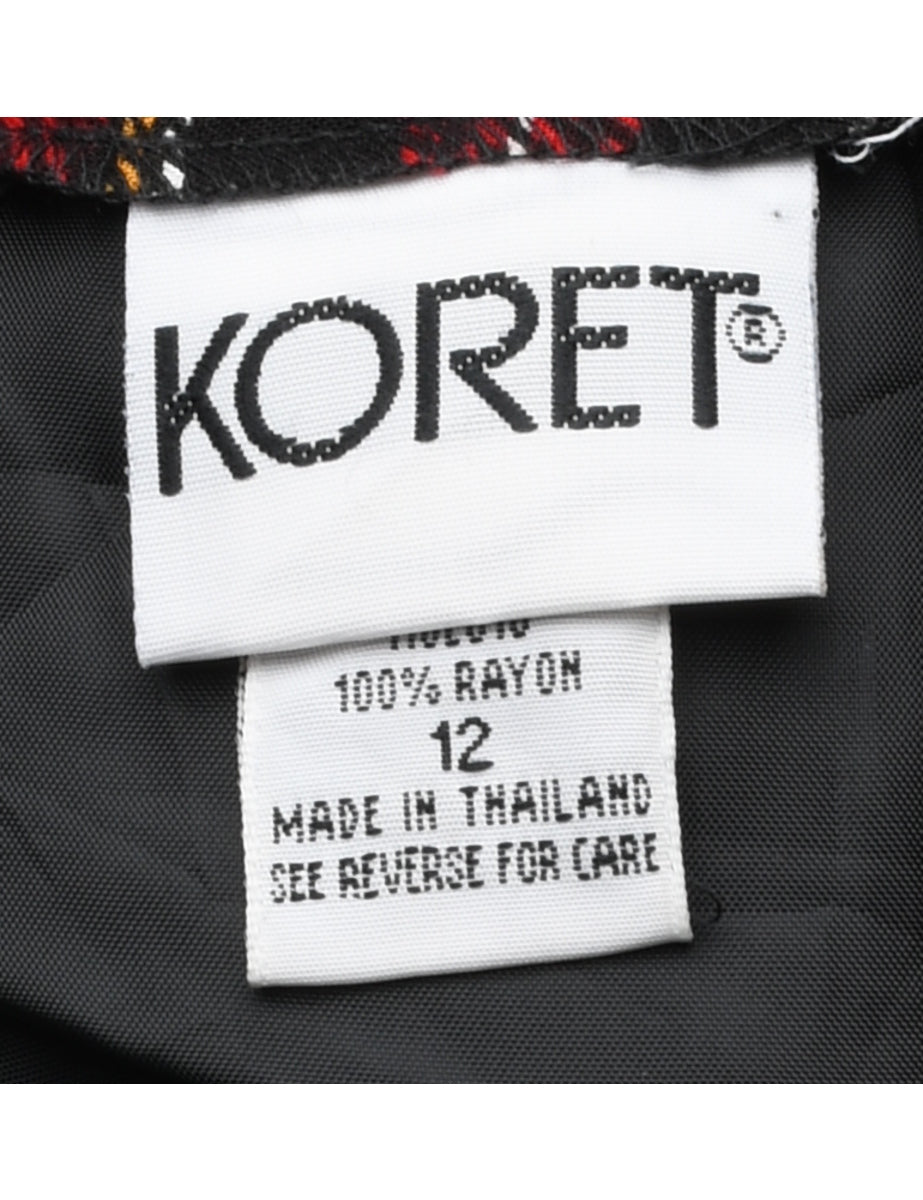 KORET®
100% RAYON
12
MADE IN THAILAND
SEE REVERSE FOR CARE